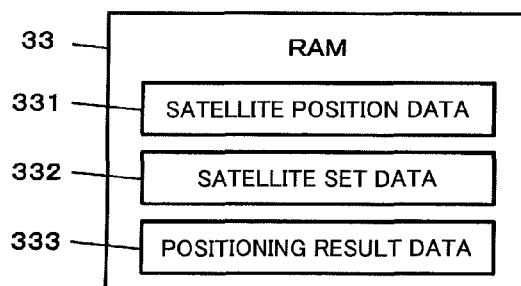 33 RAM
331 SATELLITE POSITION DATA
332 SATELLITE SET DATA
333 POSITIONING RESULT DATA